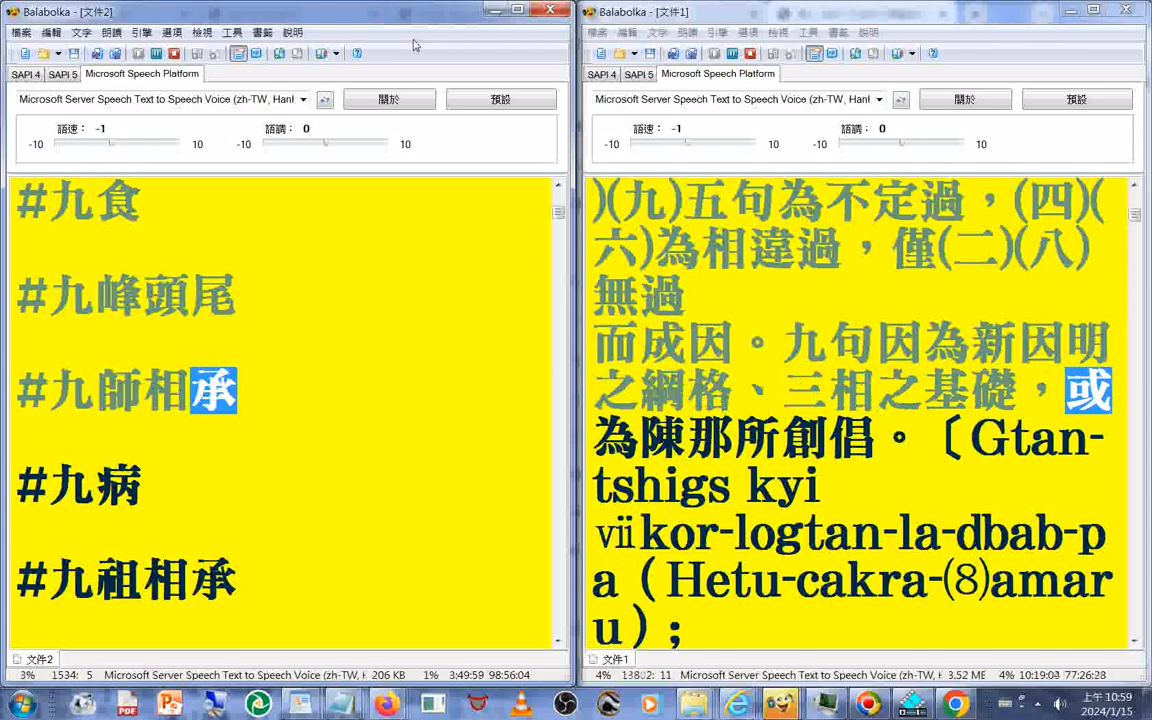 Balabolka - [文件2]
檔案 編輯 文字 朗讀 引擎 選項 檢視 工具 書籤 說明
SAPI 4 SAPI 5 Microsoft Speech Platform
Microsoft Server Speech Text to Speech Voice (zh-TW, Hanl
關於 預設
語速： -1 語調： 0
-10 10 -10 10
#九食
#九峰頭尾
#九師相承
#九病
#九祖相承
文件2
3% 1534: 5 Microsoft Server Speech Text to Speech Voice (zh-TW, H 206 KB 1% 3:49:59 98:56:04
Balabolka - [文件1]
檔案 編輯 文字 朗讀 引擎 選項 檢視 工具 書籤 說明
SAPI 4 SAPI 5 Microsoft Speech Platform
Microsoft Server Speech Text to Speech Voice (zh-TW, Hanl
關於 預設
語速： -1 語調： 0
-10 10 -10 10
)(九)五句為不定過，(四)(
六)為相違過，僅(二)(八)
無過
而成因。九句因為新因明
之綱格、三相之基礎，或
為陳那所創倡。〔Gtan-
tshigs kyi
ⅶkor-logtan-la-dbab-p
a（Hetu-cakra-⑻amar
u）;
文件1
4% 13802: 11 Microsoft Server Speech Text to Speech Voice (zh-TW, H 3.52 ME 4% 10:19:03 77:26:38
上午 10:59
2024/1/15